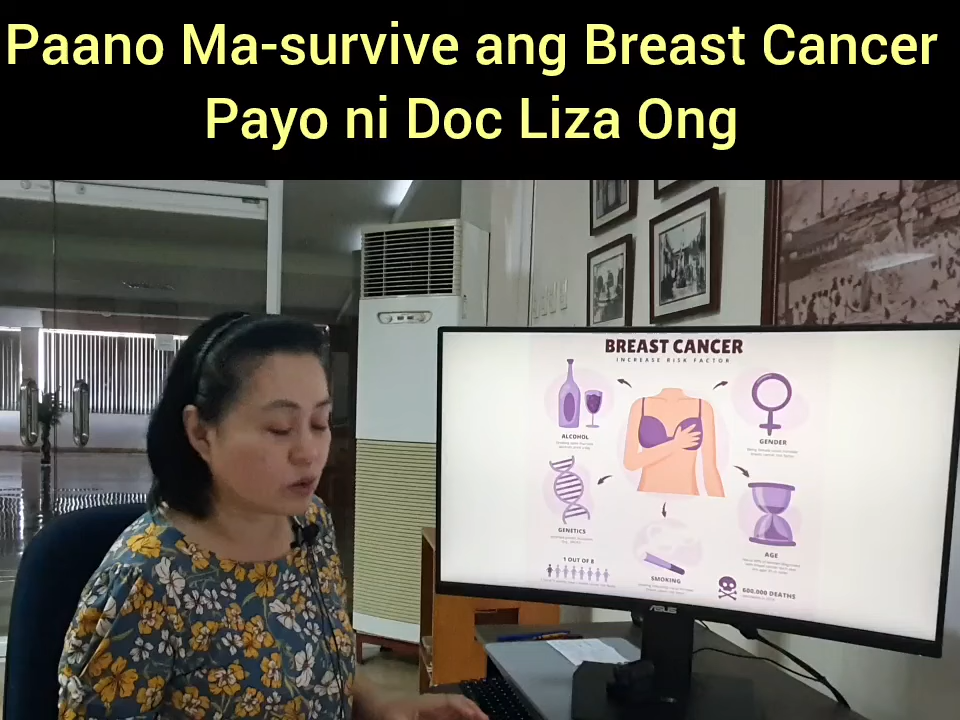 Paano Ma-survive ang Breast Cancer
Payo ni Doc Liza Ong
BREAST CANCER
INCREASE RISK FACTOR
ALCOHOL
GENDER
GENETICS
AGE
1 OUT OF 8
SMOKING
600.000 DEATHS
ASUS